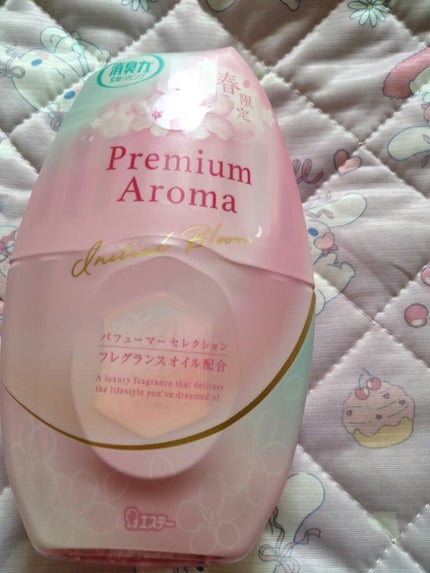 消臭力
春
限定
Premium
Aroma
Initial Bloom
パフューマーセレクション
フレグランスオイル配合
A luxury fragrance that delivers
the lifestyle you've dreamed of.
エステー